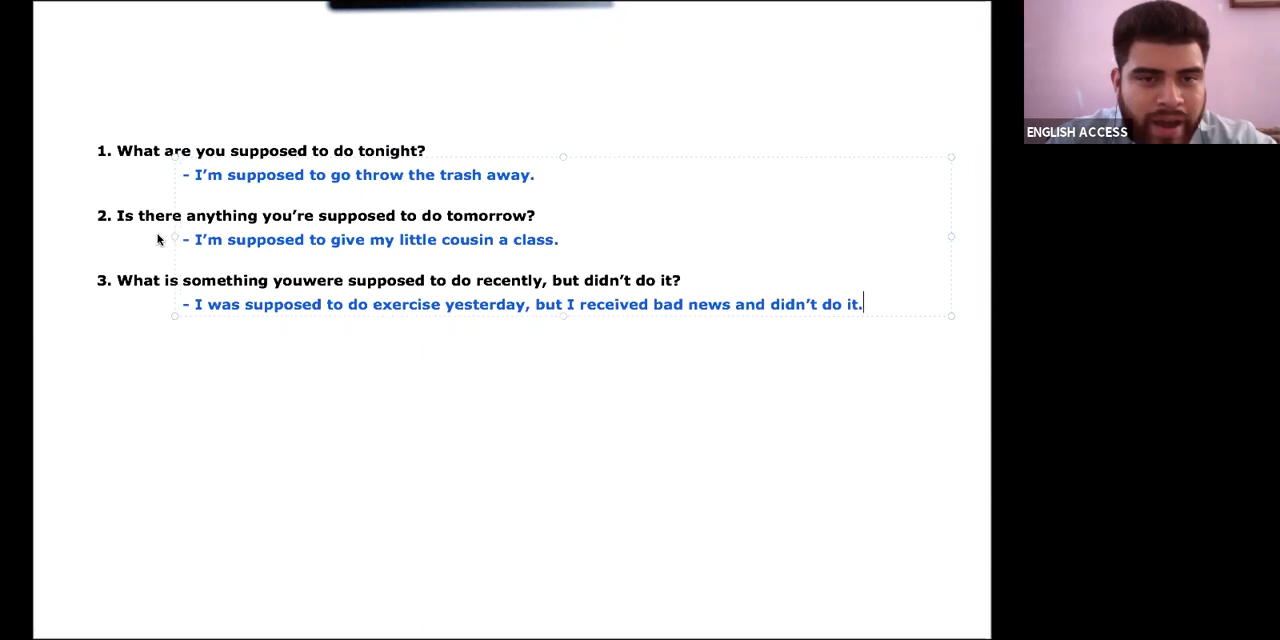 1. What are you supposed to do tonight?
- I’m supposed to go throw the trash away.
2. Is there anything you’re supposed to do tomorrow?
- I’m supposed to give my little cousin a class.
3. What is something youwere supposed to do recently, but didn’t do it?
- I was supposed to do exercise yesterday, but I received bad news and didn’t do it.
ENGLISH ACCESS